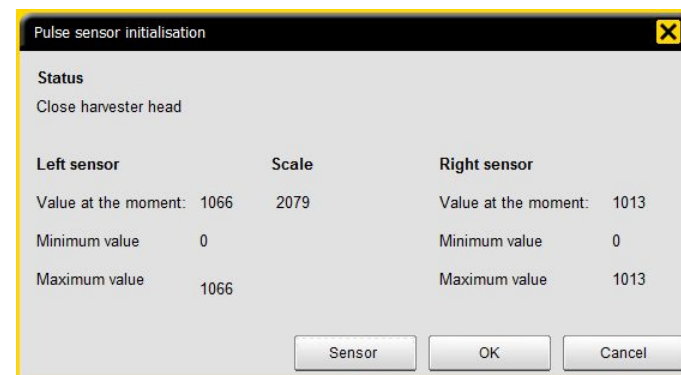 Pulse sensor initialisation
Status
Close harvester head
Left sensor Scale Right sensor
Value at the moment: 1066 2079 Value at the moment: 1013
Minimum value 0 Minimum value 0
Maximum value 1066 Maximum value 1013
Sensor OK Cancel